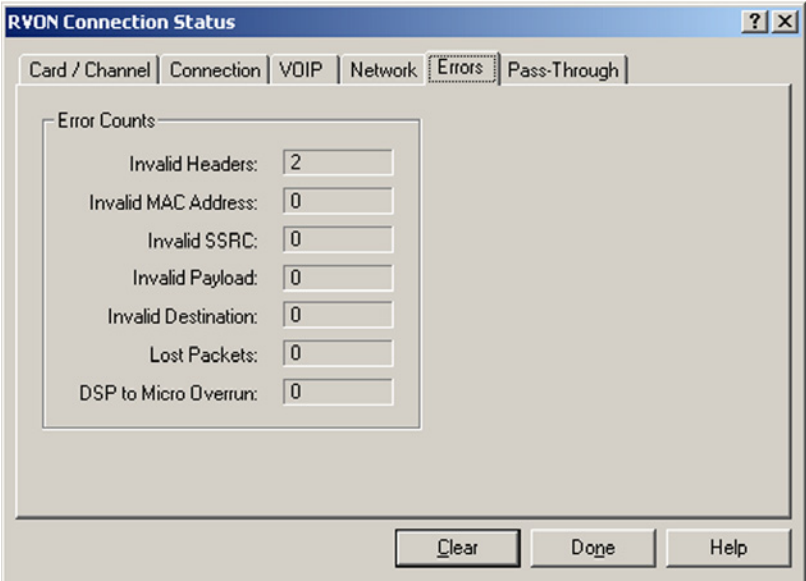 RVON Connection Status
Card / Channel Connection VOIP Network Errors Pass-Through
Error Counts
Invalid Headers: 2
Invalid MAC Address: 0
Invalid SSRC: 0
Invalid Payload: 0
Invalid Destination: 0
Lost Packets: 0
DSP to Micro Overrun: 0
Clear Done Help